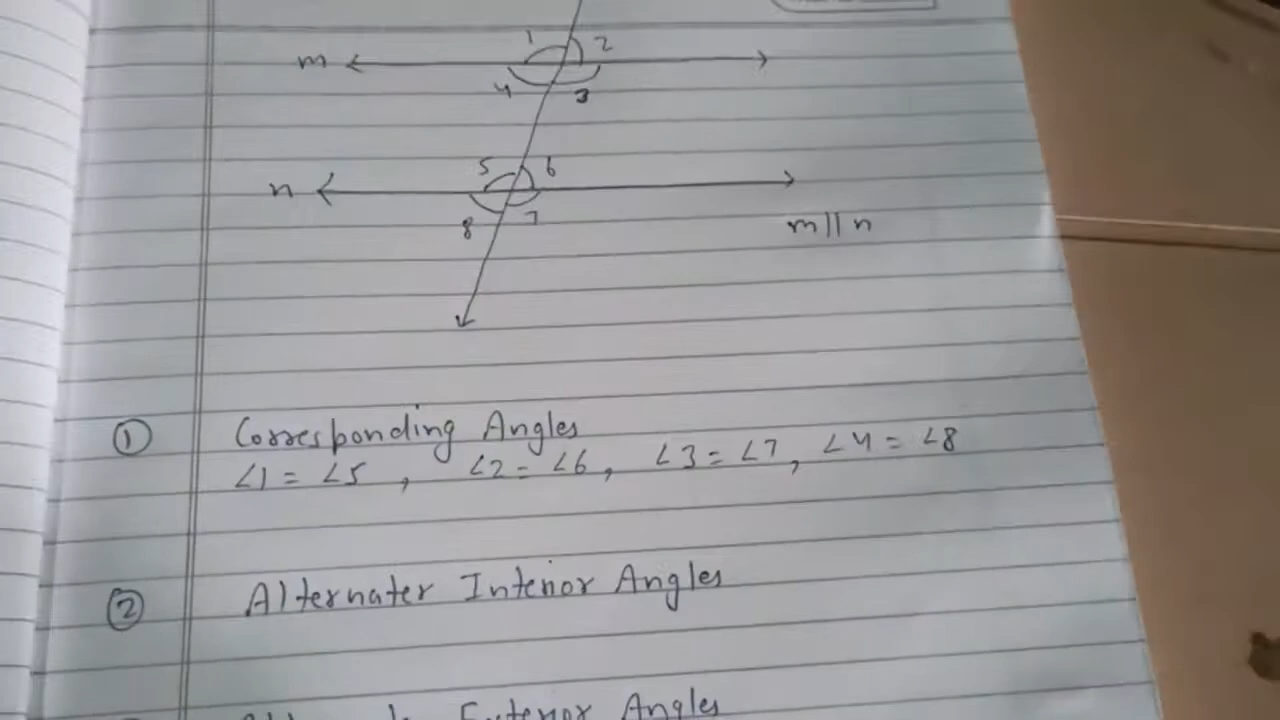 1 2
m
4 3
5 6
n
8 7
m || n
① Corresponding Angles
∠1 = ∠5 , ∠2 = ∠6 , ∠3 = ∠7 , ∠4 = ∠8
② Alternater Interior Angles
Exterior Angles